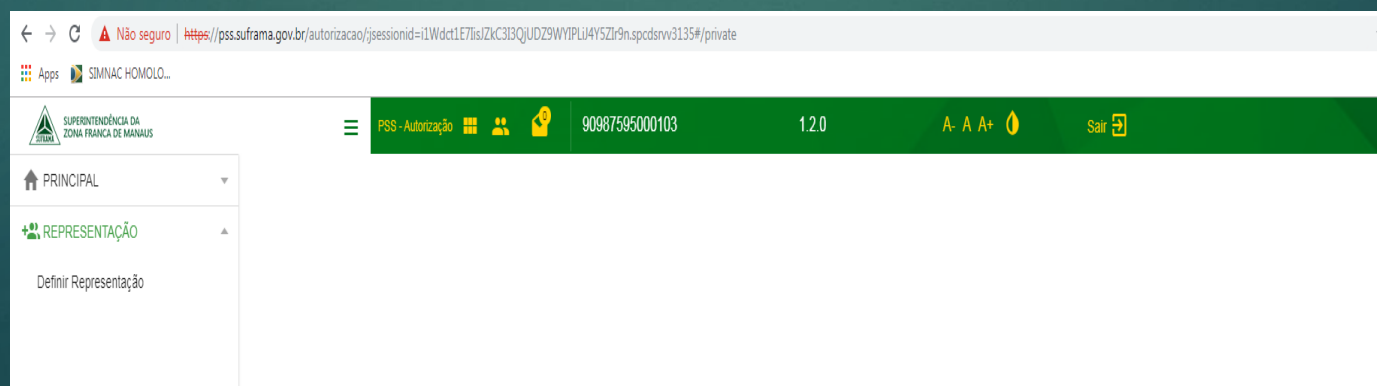 Não seguro | https://pss.suframa.gov.br/autorizacao/;jsessionid=i1Wdct1E7IisJZkC3I3QjUDZ9WYIPLiJ4Y5ZIr9n.spcdsrvv3135#/private
Apps SIMNAC HOMOLO...
SUFRAMA
SUPERINTENDÊNCIA DA
ZONA FRANCA DE MANAUS
PSS - Autorização 0 90987595000103 1.2.0 A- A A+ Sair
PRINCIPAL
REPRESENTAÇÃO
Definir Representação